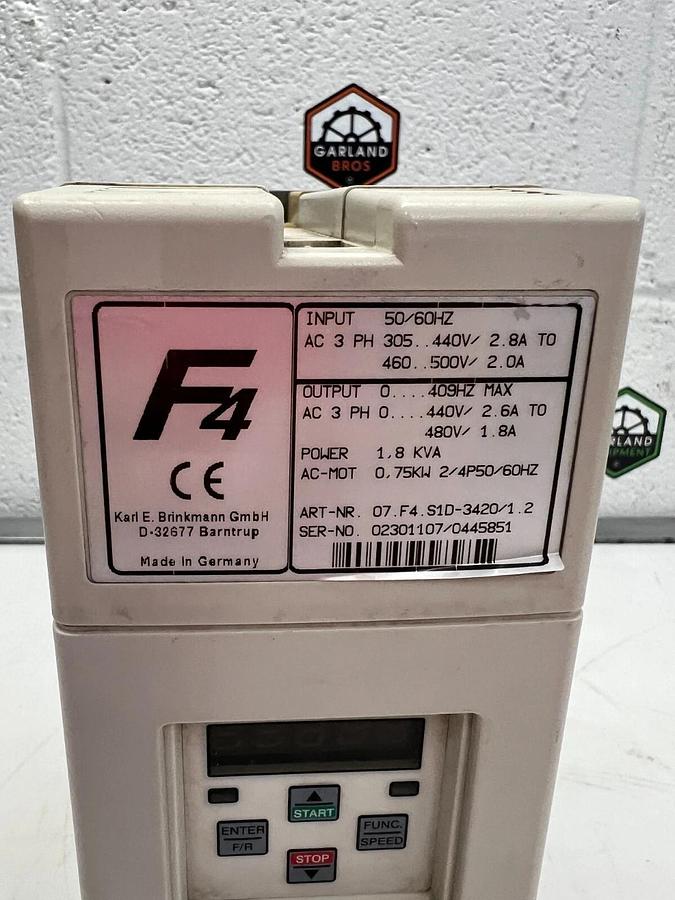 GARLAND
BROS
F4
CE
Karl E. Brinkmann GmbH
D-32677 Barntrup
Made in Germany
INPUT 50/60HZ
AC 3 PH 305..440V/ 2.8A TO
460..500V/ 2.0A
OUTPUT 0....409HZ MAX
AC 3 PH 0....440V/ 2.6A TO
480V/ 1.8A
POWER 1,8 KVA
AC-MOT 0,75KW 2/4P50/60HZ
ART-NR. 07.F4.S1D-3420/1.2
SER-NO. 02301107/0445851
START
ENTER
F/R
FUNC.
SPEED
STOP